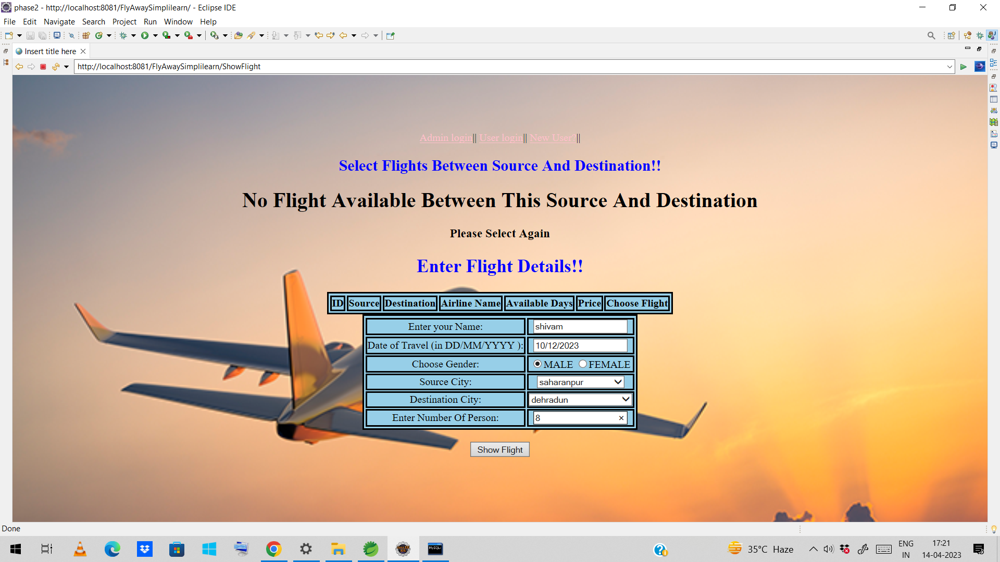 phase2 - http://localhost:8081/FlyAwaySimplilearn/ - Eclipse IDE
File Edit Navigate Search Project Run Window Help
Insert title here
http://localhost:8081/FlyAwaySimplilearn/ShowFlight
Admin login|| User login|| New User?||
Select Flights Between Source And Destination!!
No Flight Available Between This Source And Destination
Please Select Again
Enter Flight Details!!
ID Source Destination Airline Name Available Days Price Choose Flight
Enter your Name: shivam
Date of Travel (in DD/MM/YYYY ): 10/12/2023
Choose Gender: MALE FEMALE
Source City: saharanpur
Destination City: dehradun
Enter Number Of Person: 8
Show Flight
Done
35°C Haze
ENG
IN
17:21
14-04-2023